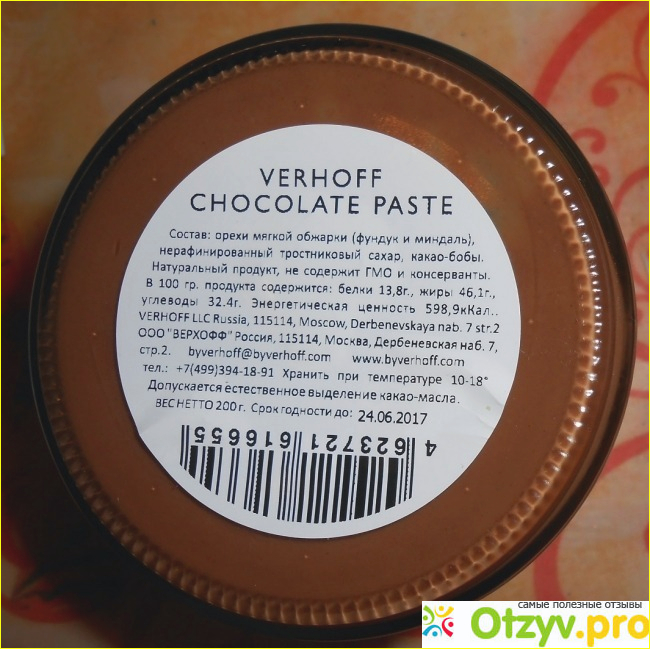 VERHOFF
CHOCOLATE PASTE
Состав: орехи мягкой обжарки (фундук и миндаль),
нерафинированный тростниковый сахар, какао-бобы.
Натуральный продукт, не содержит ГМО и консерванты.
В 100 гр. продукта содержится: белки 13,8г., жиры 46,1г.,
углеводы 32.4г. Энергетическая ценность 598,9кКал..
VERHOFF LLC Russia, 115114, Moscow, Derbenevskaya nab. 7 str.2
ООО "ВЕРХОФФ" Россия, 115114, Москва, Дербеневская наб. 7,
стр.2. byverhoff@byverhoff.com www.byverhoff.com
тел.: +7(499)394-18-91 Хранить при температуре 10-18°
Допускается естественное выделение какао-масла.
ВЕС НЕТТО 200 г. Срок годности до: 24.06.2017
4 623721 616655
самые полезные отзывы
Otzyv.pro